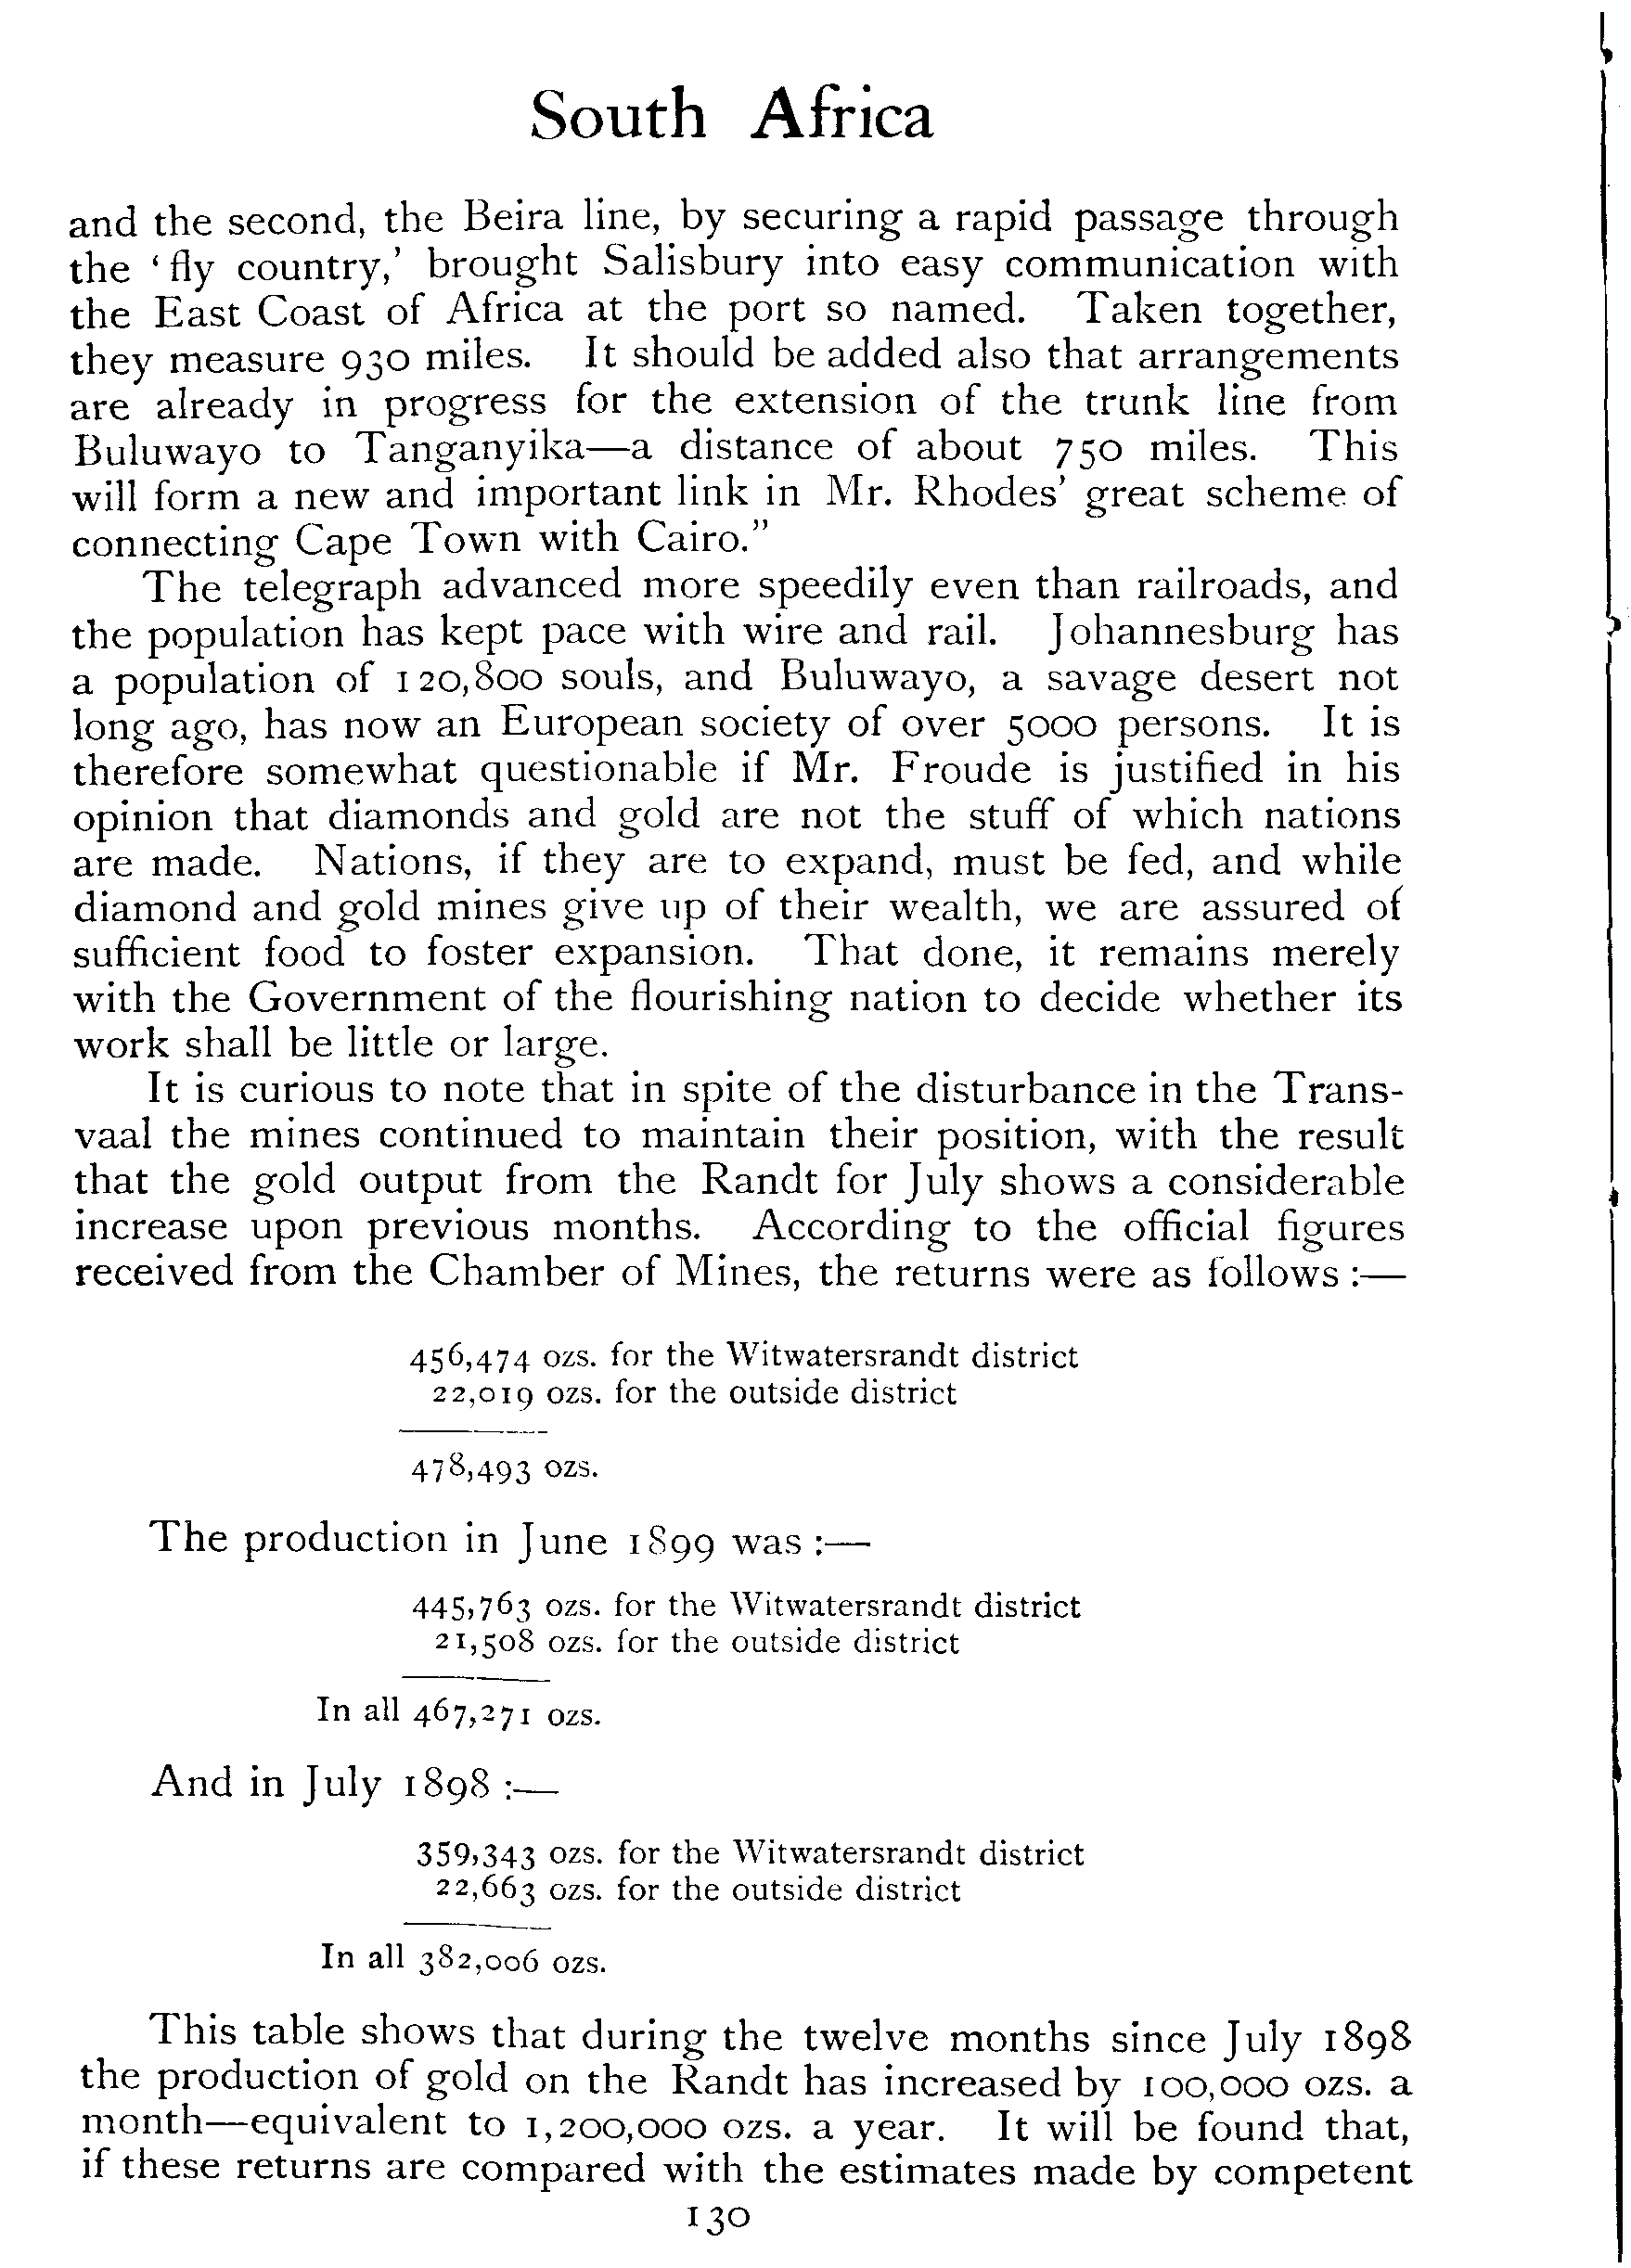 South Africa
and the second, the Beira line, by securing a rapid passage through
the ‘fly country,’ brought Salisbury into easy communication with
the East Coast of Africa at the port so named. Taken together,
they measure 930 miles. It should be added also that arrangements
are already in progress for the extension of the trunk line from
Buluwayo to Tanganyika—a distance of about 750 miles. This
will form a new and important link in Mr. Rhodes’ great scheme of
connecting Cape Town with Cairo.”
The telegraph advanced more speedily even than railroads, and
the population has kept pace with wire and rail. Johannesburg has
a population of 120,800 souls, and Buluwayo, a savage desert not
long ago, has now an European society of over 5000 persons. It is
therefore somewhat questionable if Mr. Froude is justified in his
opinion that diamonds and gold are not the stuff of which nations
are made. Nations, if they are to expand, must be fed, and while
diamond and gold mines give up of their wealth, we are assured of
sufficient food to foster expansion. That done, it remains merely
with the Government of the flourishing nation to decide whether its
work shall be little or large.
It is curious to note that in spite of the disturbance in the Trans-
vaal the mines continued to maintain their position, with the result
that the gold output from the Randt for July shows a considerable
increase upon previous months. According to the official figures
received from the Chamber of Mines, the returns were as follows :—
456,474 ozs. for the Witwatersrandt district
22,019 ozs. for the outside district
478,493 ozs.
The production in June 1899 was :—
445,763 ozs. for the Witwatersrandt district
21,508 ozs. for the outside district
In all 467,271 ozs.
And in July 1898 :—
359,343 ozs. for the Witwatersrandt district
22,663 ozs. for the outside district
In all 382,006 ozs.
This table shows that during the twelve months since July 1898
the production of gold on the Randt has increased by 100,000 ozs. a
month—equivalent to 1,200,000 ozs. a year. It will be found that,
if these returns are compared with the estimates made by competent
130